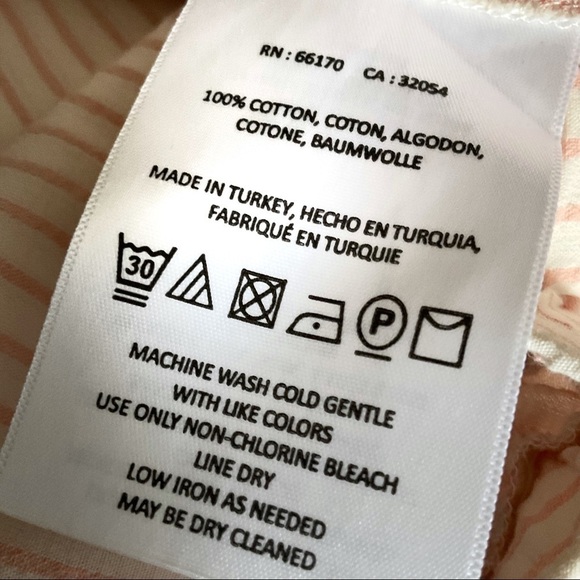 RN : 66170 CA : 32054
100% COTTON, COTON, ALGODON,
COTONE, BAUMWOLLE
MADE IN TURKEY, HECHO EN TURQUIA,
FABRIQUÉ EN TURQUIE
30 P
MACHINE WASH COLD GENTLE
WITH LIKE COLORS
USE ONLY NON-CHLORINE BLEACH
LINE DRY
LOW IRON AS NEEDED
MAY BE DRY CLEANED